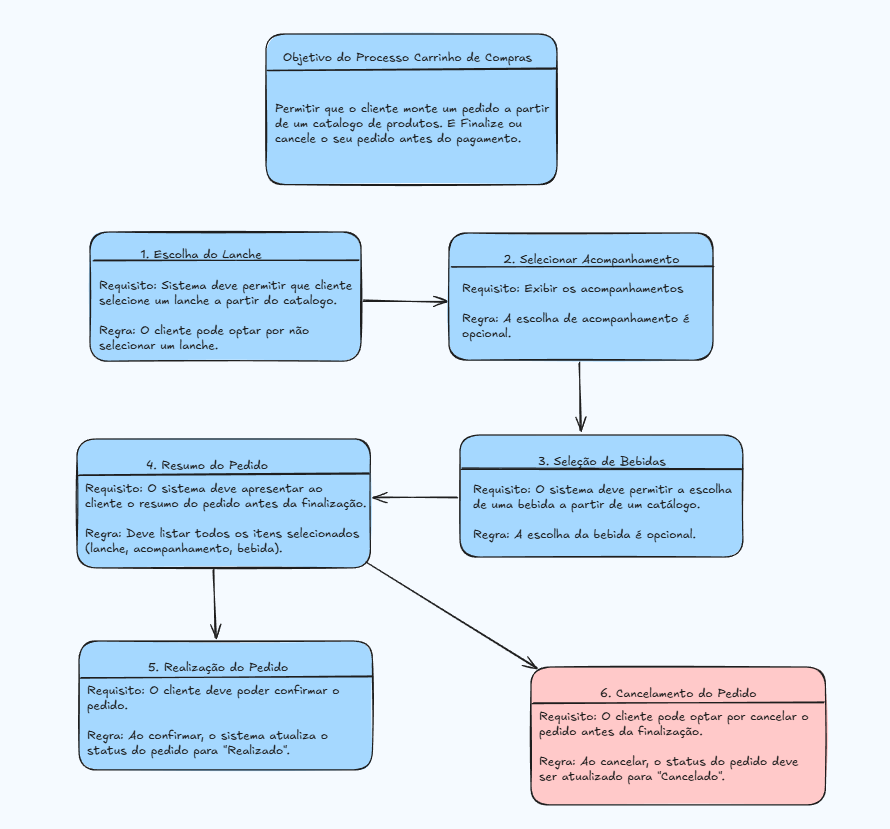 Objetivo do Processo Carrinho de Compras
Permitir que o cliente monte um pedido a partir
de um catalogo de produtos. E Finalize ou
cancele o seu pedido antes do pagamento.
1. Escolha do Lanche
Requisito: Sistema deve permitir que cliente
selecione um lanche a partir do catalogo.
Regra: O cliente pode optar por não
selecionar um lanche.
2. Selecionar Acompanhamento
Requisito: Exibir os acompanhamentos
Regra: A escolha de acompanhamento é
opcional.
3. Seleção de Bebidas
Requisito: O sistema deve permitir a escolha
de uma bebida a partir de um catálogo.
Regra: A escolha da bebida é opcional.
4. Resumo do Pedido
Requisito: O sistema deve apresentar ao
cliente o resumo do pedido antes da finalização.
Regra: Deve listar todos os itens selecionados
(lanche, acompanhamento, bebida).
5. Realização do Pedido
Requisito: O cliente deve poder confirmar o
pedido.
Regra: Ao confirmar, o sistema atualiza o
status do pedido para "Realizado".
6. Cancelamento do Pedido
Requisito: O cliente pode optar por cancelar o
pedido antes da finalização.
Regra: Ao cancelar, o status do pedido deve
ser atualizado para "Cancelado".